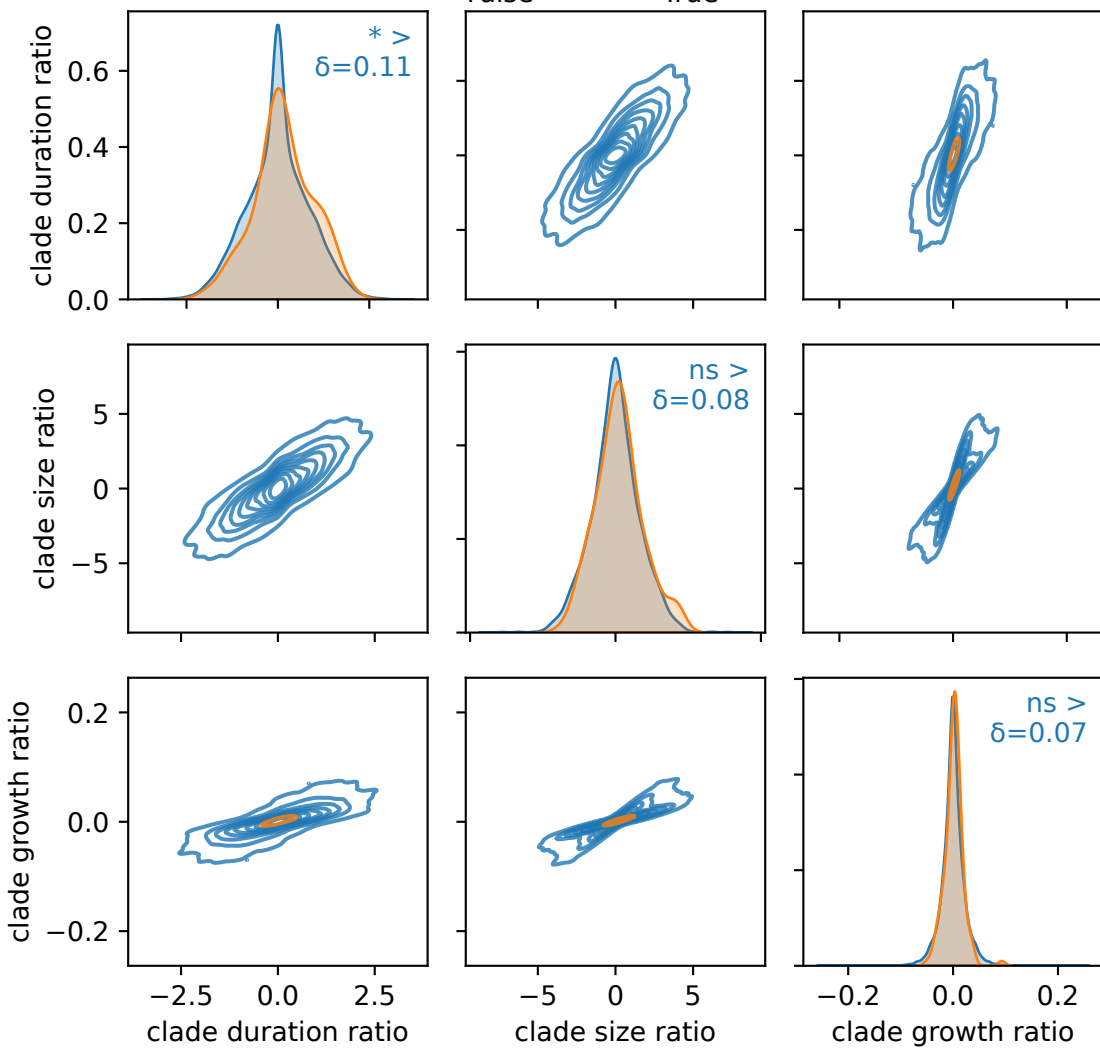 clade duration ratio
0.6
0.4
0.2
0.0
* >
δ=0.11
clade size ratio
5
0
−5
ns >
δ=0.08
clade growth ratio
0.2
0.0
−0.2
ns >
δ=0.07
−2.5 0.0 2.5
−5 0 5
−0.2 0.0 0.2
clade duration ratio
clade size ratio
clade growth ratio